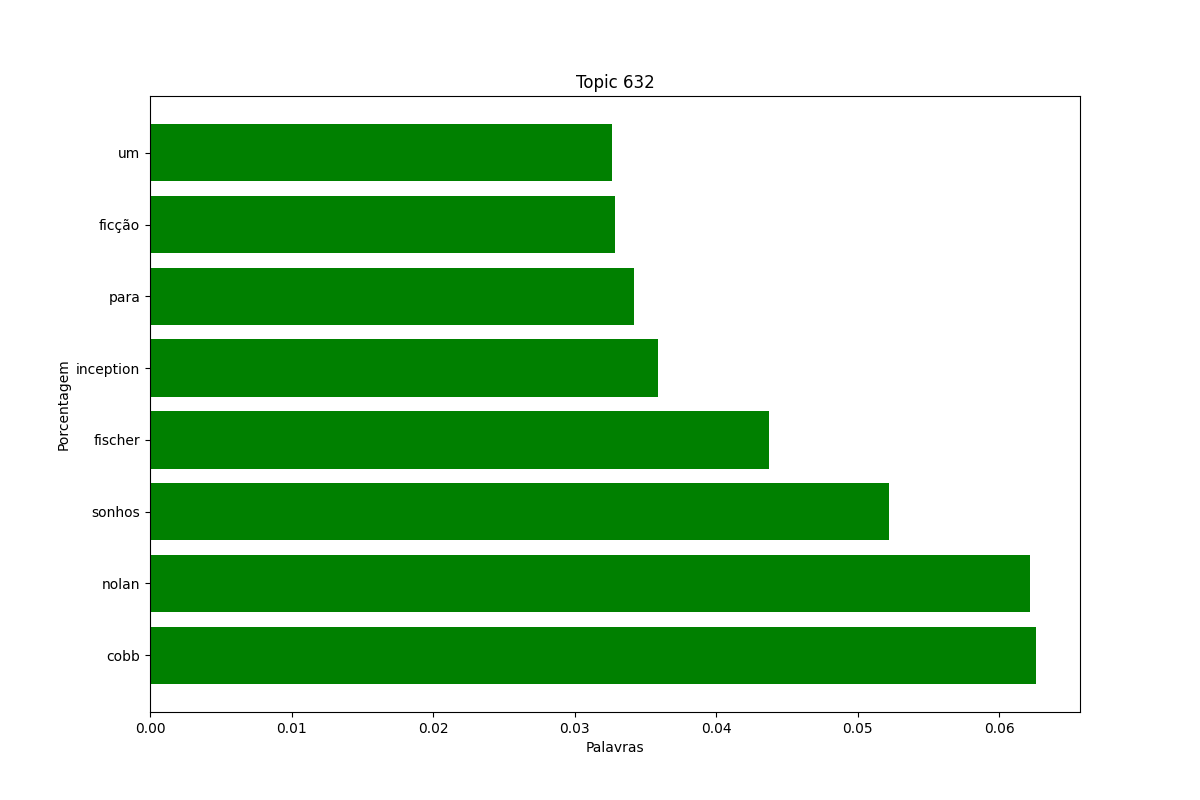 Topic 632
um
ficção
para
inception
fischer
sonhos
nolan
cobb
Porcentagem
0.00 0.01 0.02 0.03 0.04 0.05 0.06
Palavras